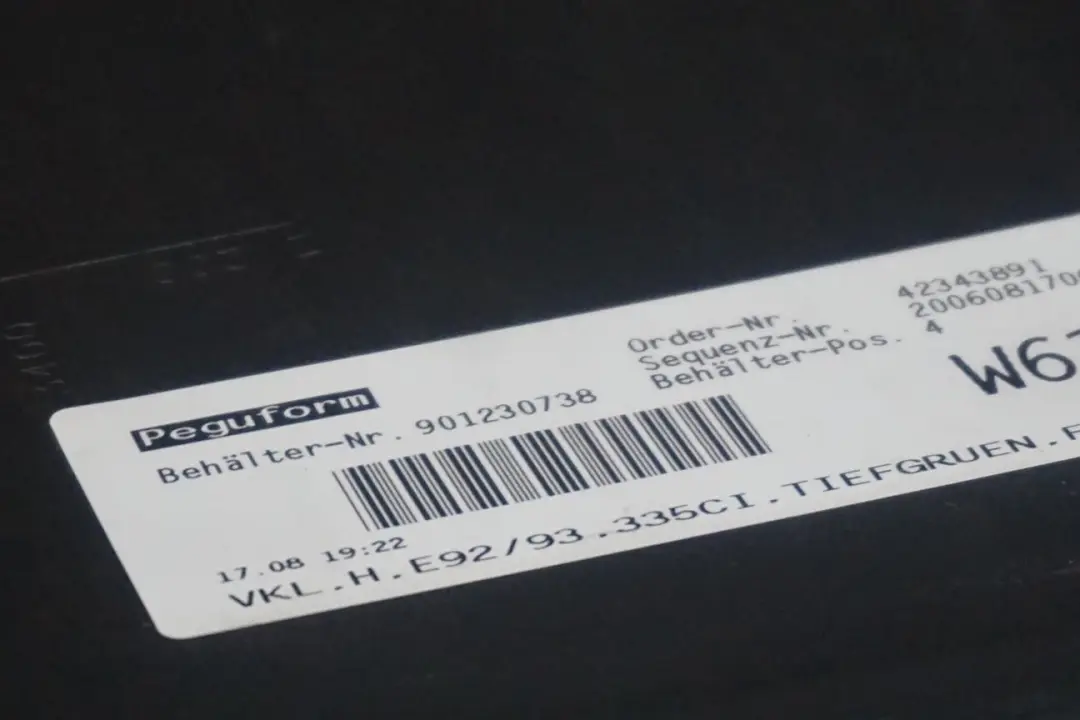 Peguform
Behälter-Nr. 901230738
Order-Nr. 42343891
Sequenz-Nr. 200608170
Behälter-Pos. 4
W6
17.08 19:22
VKL.H.E92/93.335CI.TIEFGRUEN.F